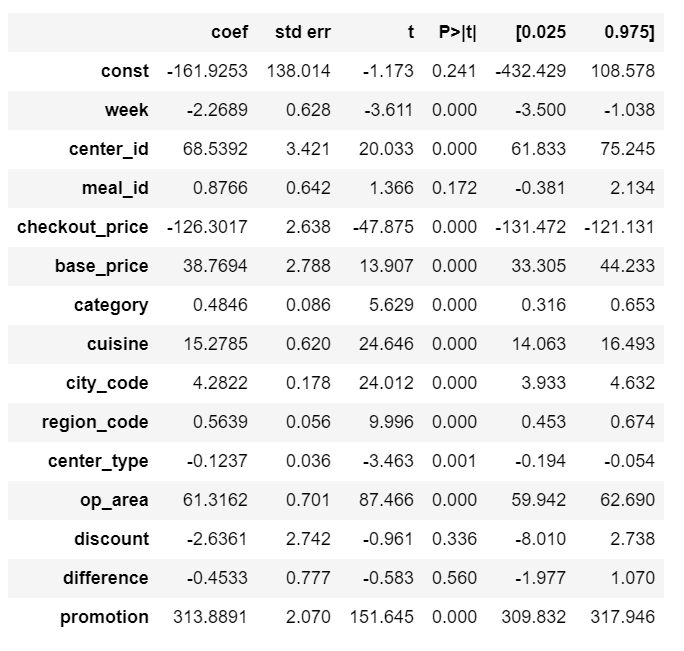 coef std err t P>|t| [0.025 0.975]
const -161.9253 138.014 -1.173 0.241 -432.429 108.578
week -2.2689 0.628 -3.611 0.000 -3.500 -1.038
center_id 68.5392 3.421 20.033 0.000 61.833 75.245
meal_id 0.8766 0.642 1.366 0.172 -0.381 2.134
checkout_price -126.3017 2.638 -47.875 0.000 -131.472 -121.131
base_price 38.7694 2.788 13.907 0.000 33.305 44.233
category 0.4846 0.086 5.629 0.000 0.316 0.653
cuisine 15.2785 0.620 24.646 0.000 14.063 16.493
city_code 4.2822 0.178 24.012 0.000 3.933 4.632
region_code 0.5639 0.056 9.996 0.000 0.453 0.674
center_type -0.1237 0.036 -3.463 0.001 -0.194 -0.054
op_area 61.3162 0.701 87.466 0.000 59.942 62.690
discount -2.6361 2.742 -0.961 0.336 -8.010 2.738
difference -0.4533 0.777 -0.583 0.560 -1.977 1.070
promotion 313.8891 2.070 151.645 0.000 309.832 317.946